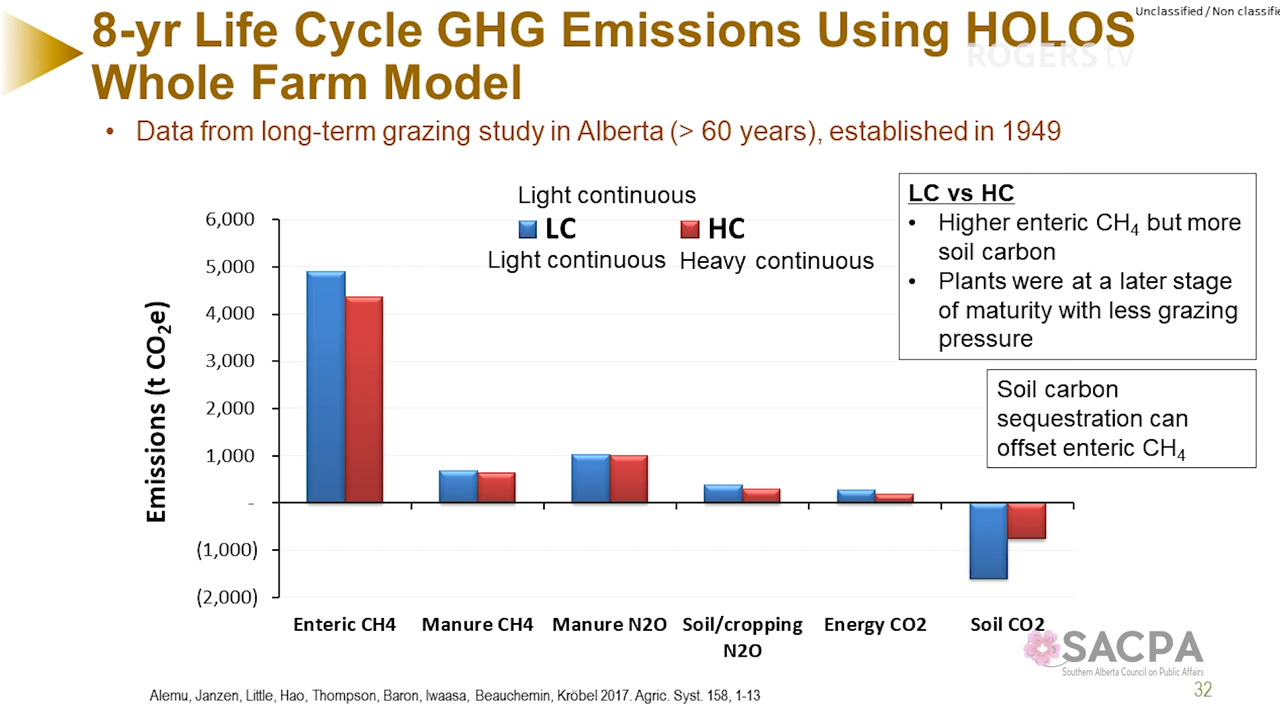 Unclassified / Non classifie
8-yr Life Cycle GHG Emissions Using HOLOS
ROGERS tv
Whole Farm Model
• Data from long-term grazing study in Alberta (> 60 years), established in 1949
Light continuous
LC HC
Light continuous Heavy continuous
LC vs HC
• Higher enteric CH4 but more
soil carbon
• Plants were at a later stage
of maturity with less grazing
pressure
Soil carbon
sequestration can
offset enteric CH4
Emissions (t CO2e)
6,000
5,000
4,000
3,000
2,000
1,000
-
(1,000)
(2,000)
Enteric CH4 Manure CH4 Manure N2O Soil/cropping Energy CO2 Soil CO2
N2O
SACPA
Southern Alberta Council on Public Affairs
Alemu, Janzen, Little, Hao, Thompson, Baron, Iwaasa, Beauchemin, Kröbel 2017. Agric. Syst. 158, 1-13
32